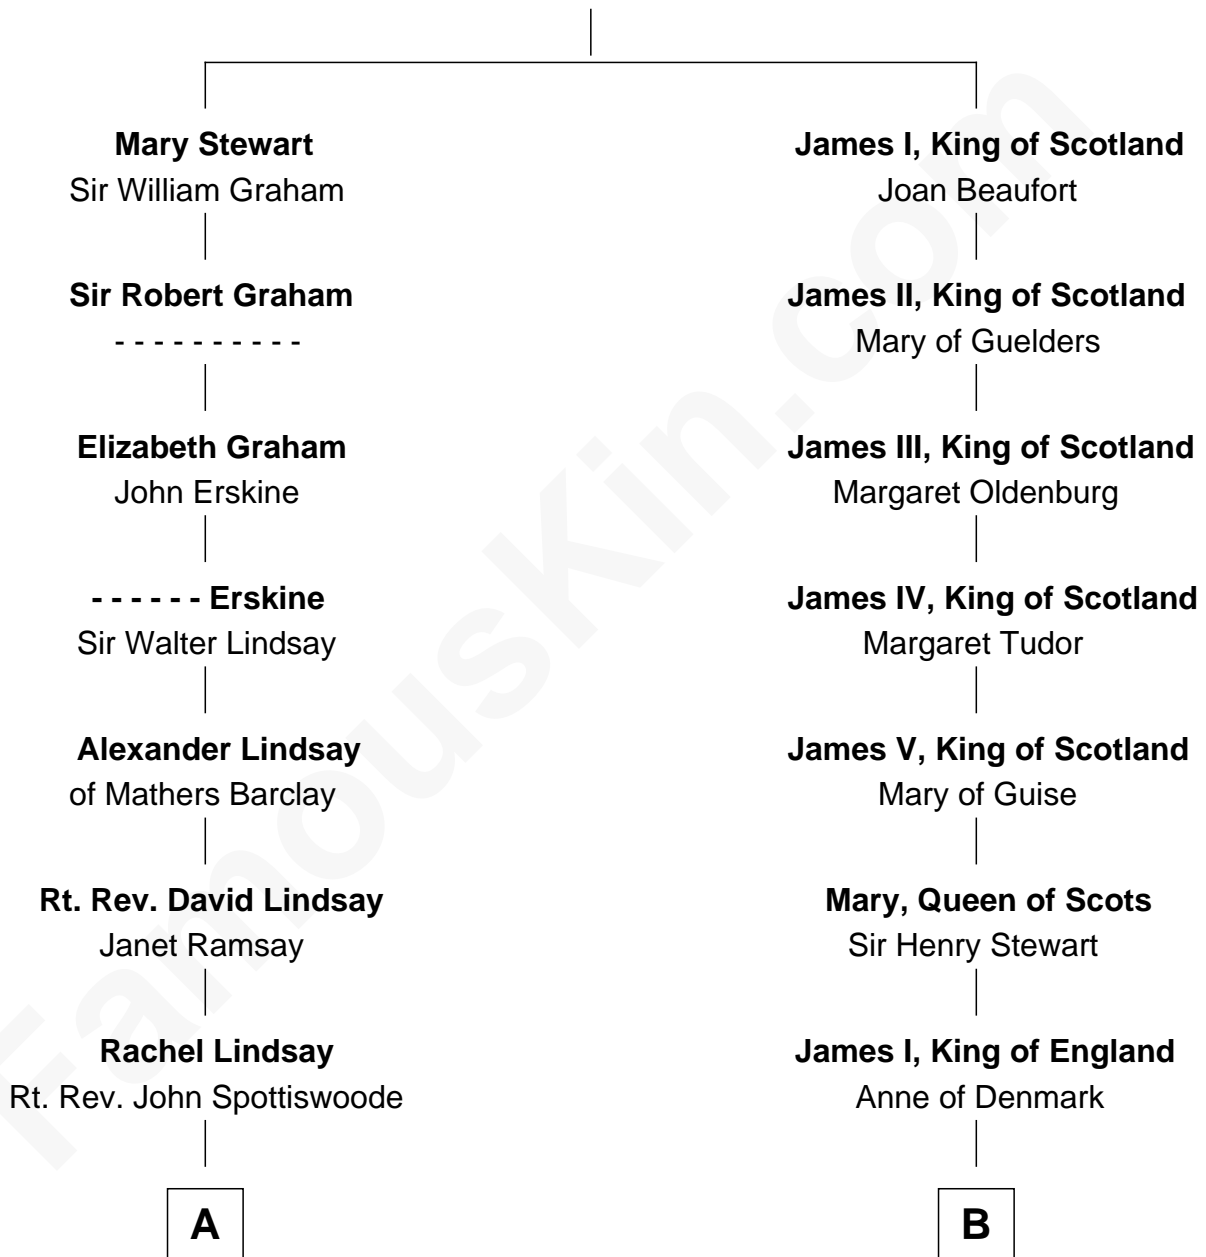 Mary Stewart
Sir William Graham
Sir Robert Graham
- - - - - - - - - -
Elizabeth Graham
John Erskine
- - - - - - Erskine
Sir Walter Lindsay
Alexander Lindsay
of Mathers Barclay
Rt. Rev. David Lindsay
Janet Ramsay
Rachel Lindsay
Rt. Rev. John Spottiswoode
A
James I, King of Scotland
Joan Beaufort
James II, King of Scotland
Mary of Guelders
James III, King of Scotland
Margaret Oldenburg
James IV, King of Scotland
Margaret Tudor
James V, King of Scotland
Mary of Guise
Mary, Queen of Scots
Sir Henry Stewart
James I, King of England
Anne of Denmark
B
FamousKin.com